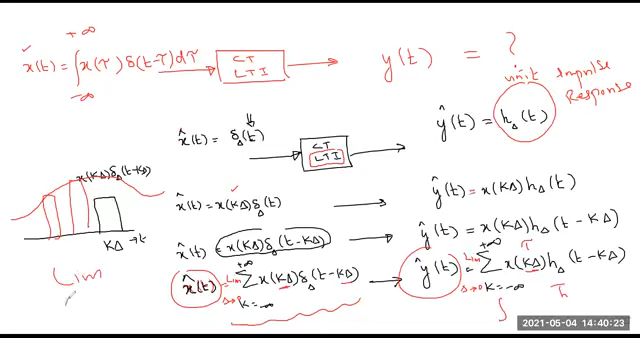 +∞
✓ x(t) = ∫ x(τ) δ(t-τ)dτ → CT LTI → y(t) = ?
-∞
unit Impulse Response
x̂(t) = δ_Δ(t) → CT LTI → ŷ(t) = h_Δ(t)
x(KΔ)δ_Δ(t-KΔ)
x̂(t) = x(KΔ)δ_Δ(t) → ŷ(t) = x(KΔ)h_Δ(t)
KΔ →t
x̂(t) = x(KΔ)δ_Δ(t-KΔ) → ŷ(t) = x(KΔ)h_Δ(t-KΔ)
Lim
+∞ τ +∞
x̂(t) = Lim Δ→0 ∑ x(KΔ)δ_Δ(t-KΔ) → ŷ(t) = Lim Δ→0 ∑ x(KΔ)h_Δ(t-KΔ)
K=-∞ K=-∞
∫
2021-05-04 14:40:23